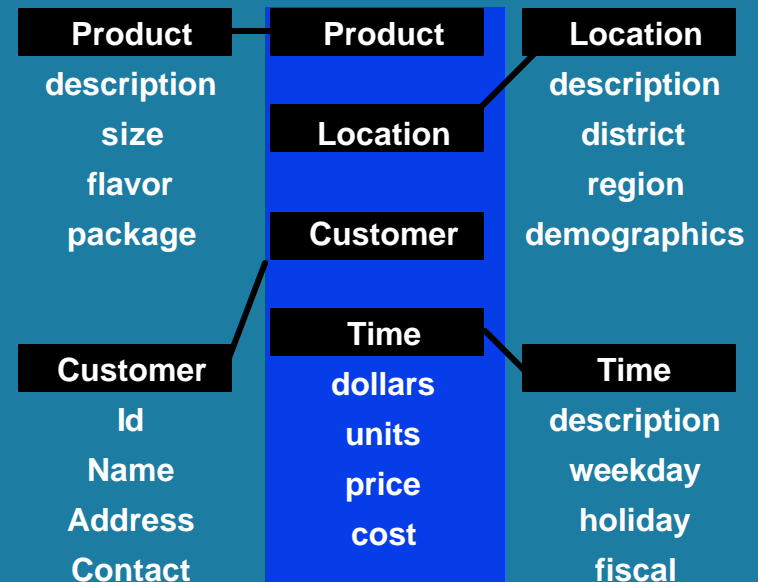 Product
description
size
flavor
package
Customer
Id
Name
Address
Contact
Product
Location
Customer
Time
dollars
units
price
cost
Location
description
district
region
demographics
Time
description
weekday
holiday
fiscal